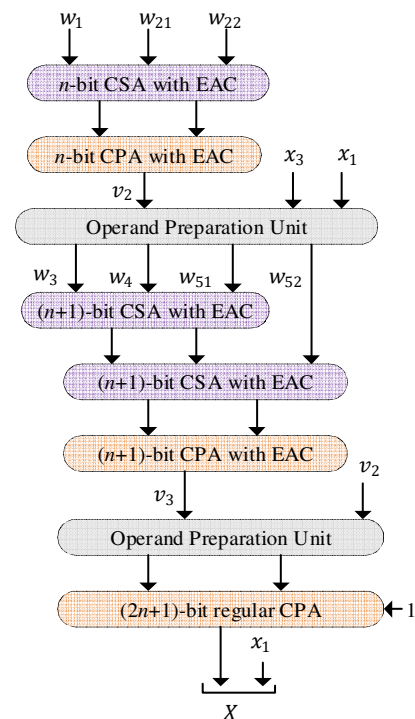 w₁ w₂₁ w₂₂
n-bit CSA with EAC
n-bit CPA with EAC
v₂ x₃ x₁
Operand Preparation Unit
w₃ w₄ w₅₁ w₅₂
(n+1)-bit CSA with EAC
(n+1)-bit CSA with EAC
(n+1)-bit CPA with EAC
v₃ v₂
Operand Preparation Unit
(2n+1)-bit regular CPA 1
x₁
X